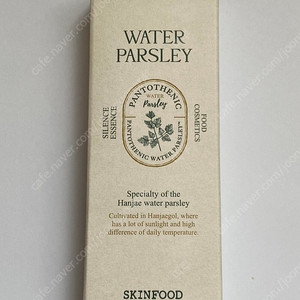 WATER
PARSLEY
PANTOTHENIC
WATER
Parsley
PANTOTHENIC WATER PARSLEY
SILENCE
ESSENCE
FOOD
COSMETICS
Specialty of the
Hanjae water parsley
Cultivated in Hanjaegol, where
has a lot of sunlight and high
difference of daily temperature.
SKINFOOD